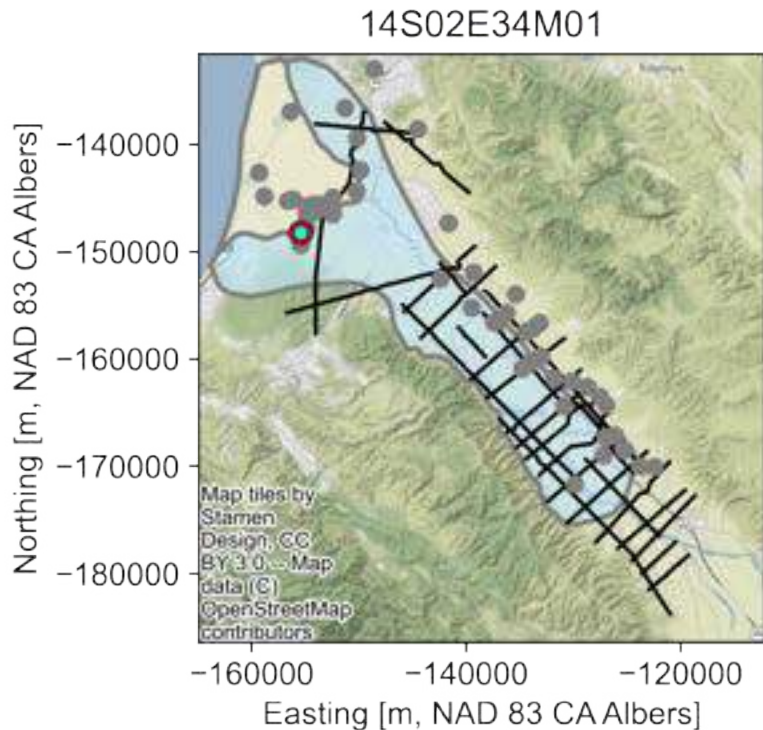 14S02E34M01
Northing [m, NAD 83 CA Albers]
−140000
−150000
−160000
−170000
−180000
Map tiles by
Stamen
Design, CC
BY 3.0 -- Map
data (C)
OpenStreetMap
contributors
−160000
−140000
−120000
Easting [m, NAD 83 CA Albers]